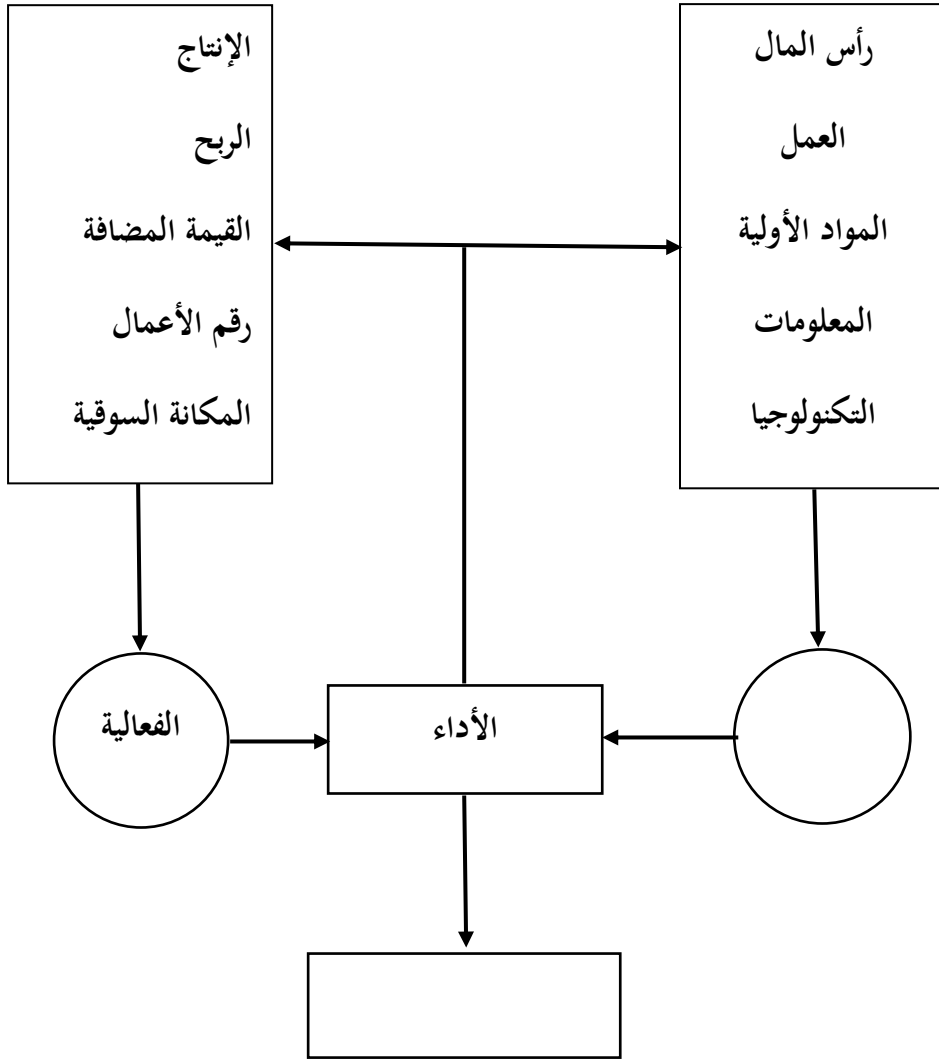 رأس المال
العمل
المواد الأولية
المعلومات
التكنولوجيا
الإنتاج
الربح
القيمة المضافة
رقم الأعمال
المكانة السوقية
الأداء
الفعالية